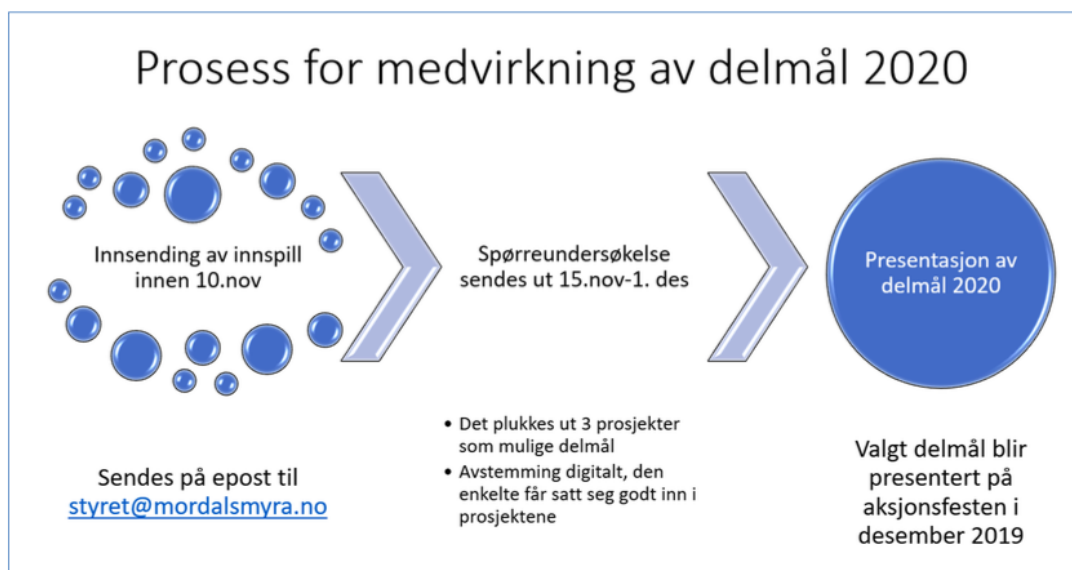 Prosess for medvirkning av delmål 2020
Innsending av innspill
innen 10.nov
Sendes på epost til
styret@mordalsmyra.no
Spørreundersøkelse
sendes ut 15.nov-1. des
• Det plukkes ut 3 prosjekter
som mulige delmål
• Avstemming digitalt, den
enkelte får satt seg godt inn i
prosjektene
Presentasjon av
delmål 2020
Valgt delmål blir
presentert på
aksjonsfesten i
desember 2019